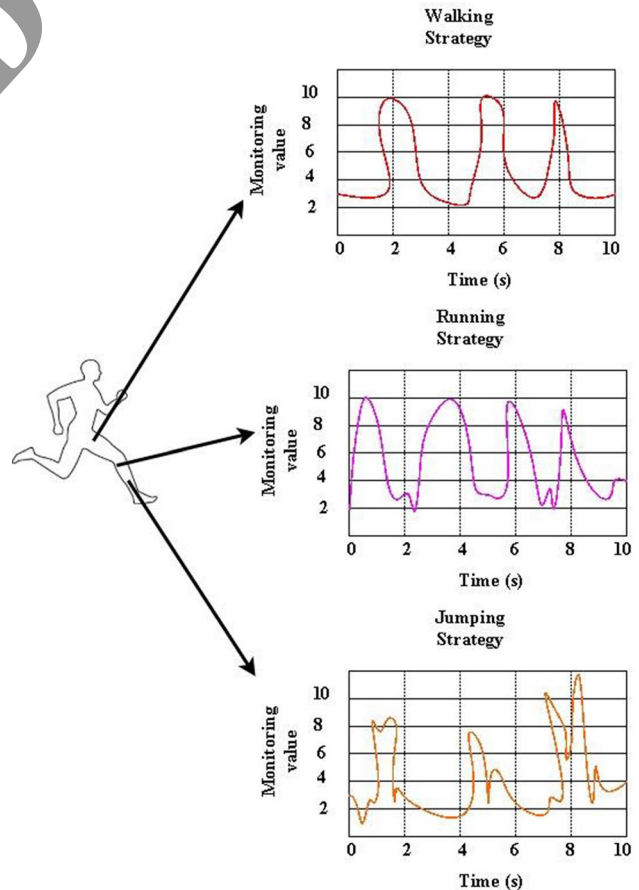 Walking
Strategy
Monitoring
value
10
8
6
4
2
0 2 4 6 8 10
Time (s)
Running
Strategy
Monitoring
value
10
8
6
4
2
0 2 4 6 8 10
Time (s)
Jumping
Strategy
Monitoring
value
10
8
6
4
2
0 2 4 6 8 10
Time (s)